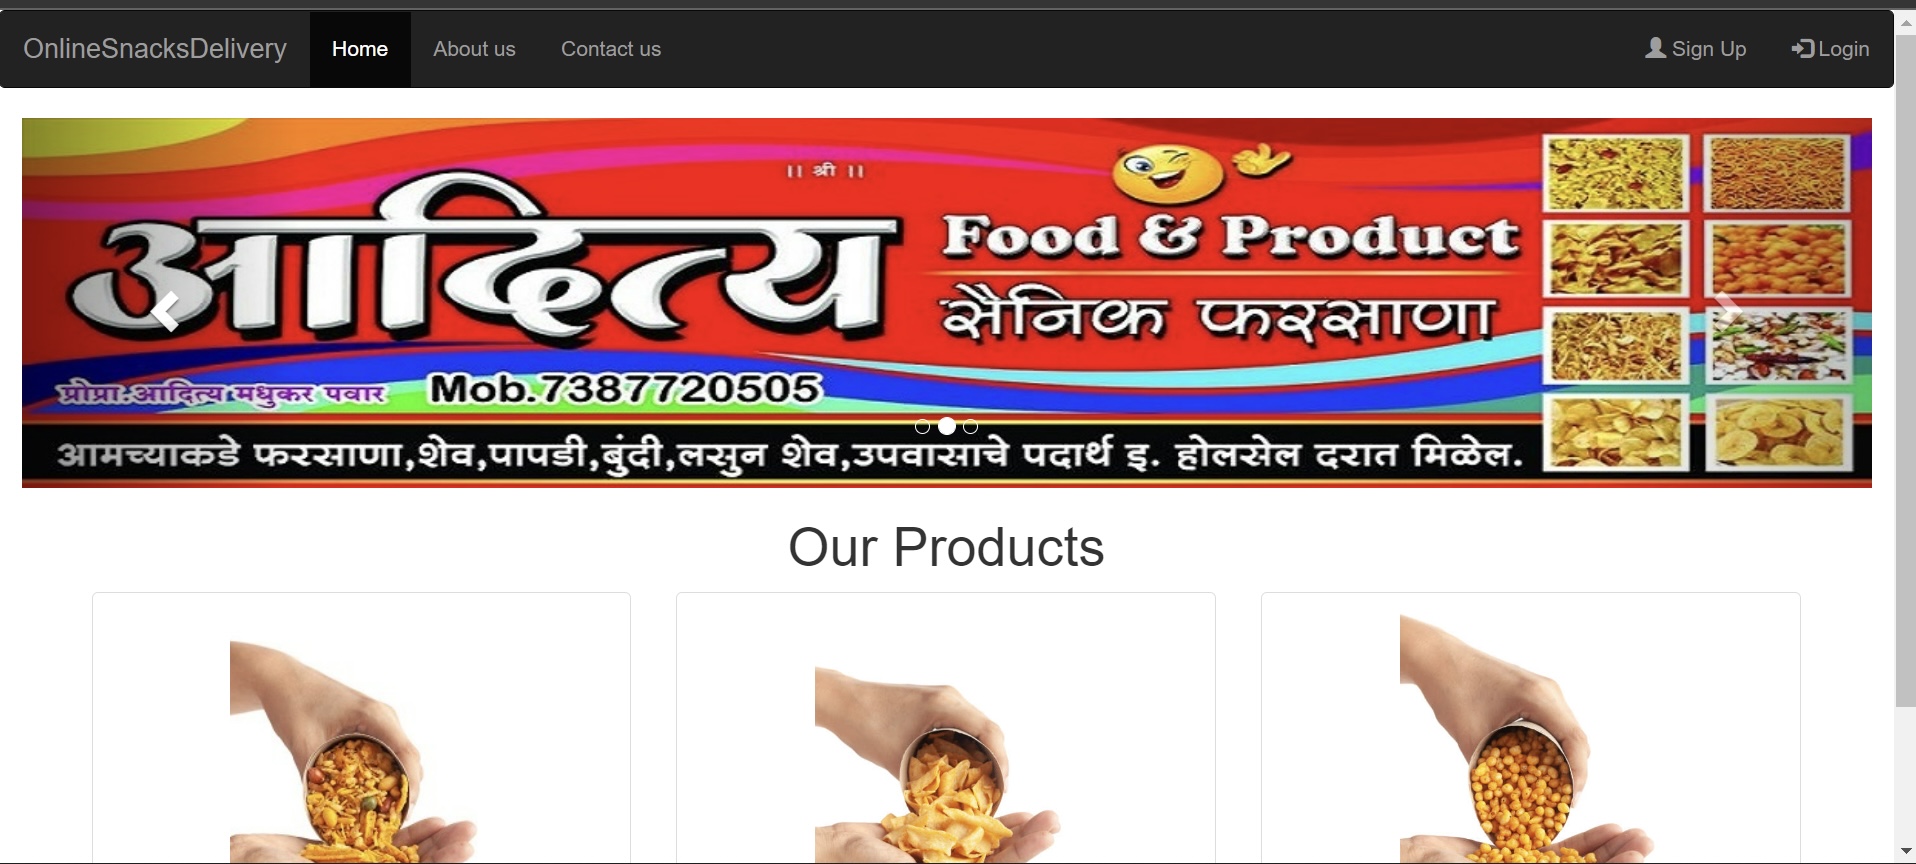 OnlineSnacksDelivery Home About us Contact us Sign Up Login
।। श्री ।।
आदित्य
Food & Product
सैनिक फरसाणा
प्रोप्रा.आदित्य मधुकर पवार Mob.7387720505
आमच्याकडे फरसाणा,शेव,पापडी,बुंदी,लसुन शेव,उपवासाचे पदार्थ इ. होलसेल दरात मिळेल.
Our Products